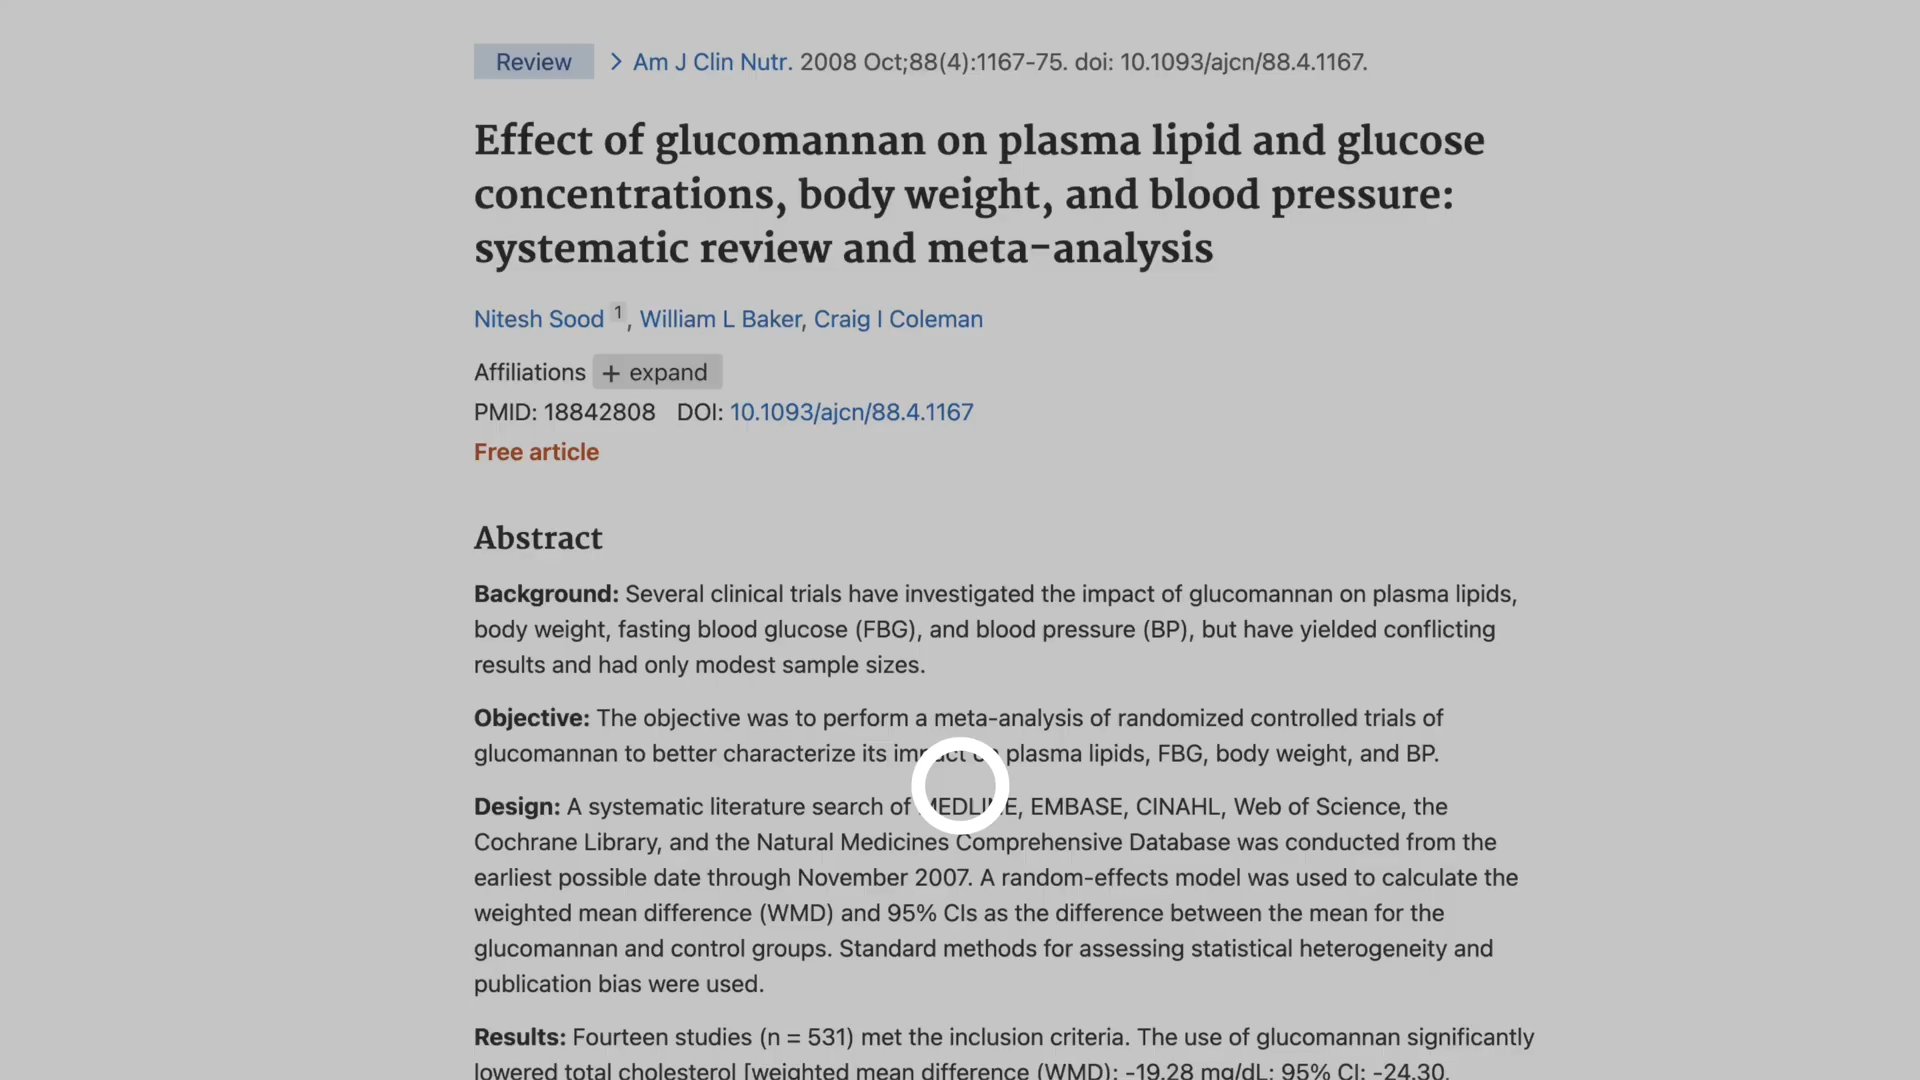 Review > Am J Clin Nutr. 2008 Oct;88(4):1167-75. doi: 10.1093/ajcn/88.4.1167.
Effect of glucomannan on plasma lipid and glucose
concentrations, body weight, and blood pressure:
systematic review and meta-analysis
Nitesh Sood 1, William L Baker, Craig I Coleman
Affiliations + expand
PMID: 18842808 DOI: 10.1093/ajcn/88.4.1167
Free article
Abstract
Background: Several clinical trials have investigated the impact of glucomannan on plasma lipids,
body weight, fasting blood glucose (FBG), and blood pressure (BP), but have yielded conflicting
results and had only modest sample sizes.
Objective: The objective was to perform a meta-analysis of randomized controlled trials of
glucomannan to better characterize its impact on plasma lipids, FBG, body weight, and BP.
Design: A systematic literature search of MEDLINE, EMBASE, CINAHL, Web of Science, the
Cochrane Library, and the Natural Medicines Comprehensive Database was conducted from the
earliest possible date through November 2007. A random-effects model was used to calculate the
weighted mean difference (WMD) and 95% CIs as the difference between the mean for the
glucomannan and control groups. Standard methods for assessing statistical heterogeneity and
publication bias were used.
Results: Fourteen studies (n = 531) met the inclusion criteria. The use of glucomannan significantly
lowered total cholesterol [weighted mean difference (WMD): -19.28 mg/dL; 95% CI: -24.30,